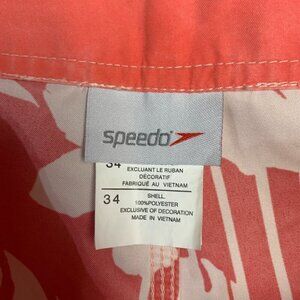 speedo
34
EXCLUANT LE RUBAN
DÉCORATIF
FABRIQUÉ AU VIETNAM
34
SHELL:
100%POLYESTER
EXCLUSIVE OF DECORATION
MADE IN VIETNAM